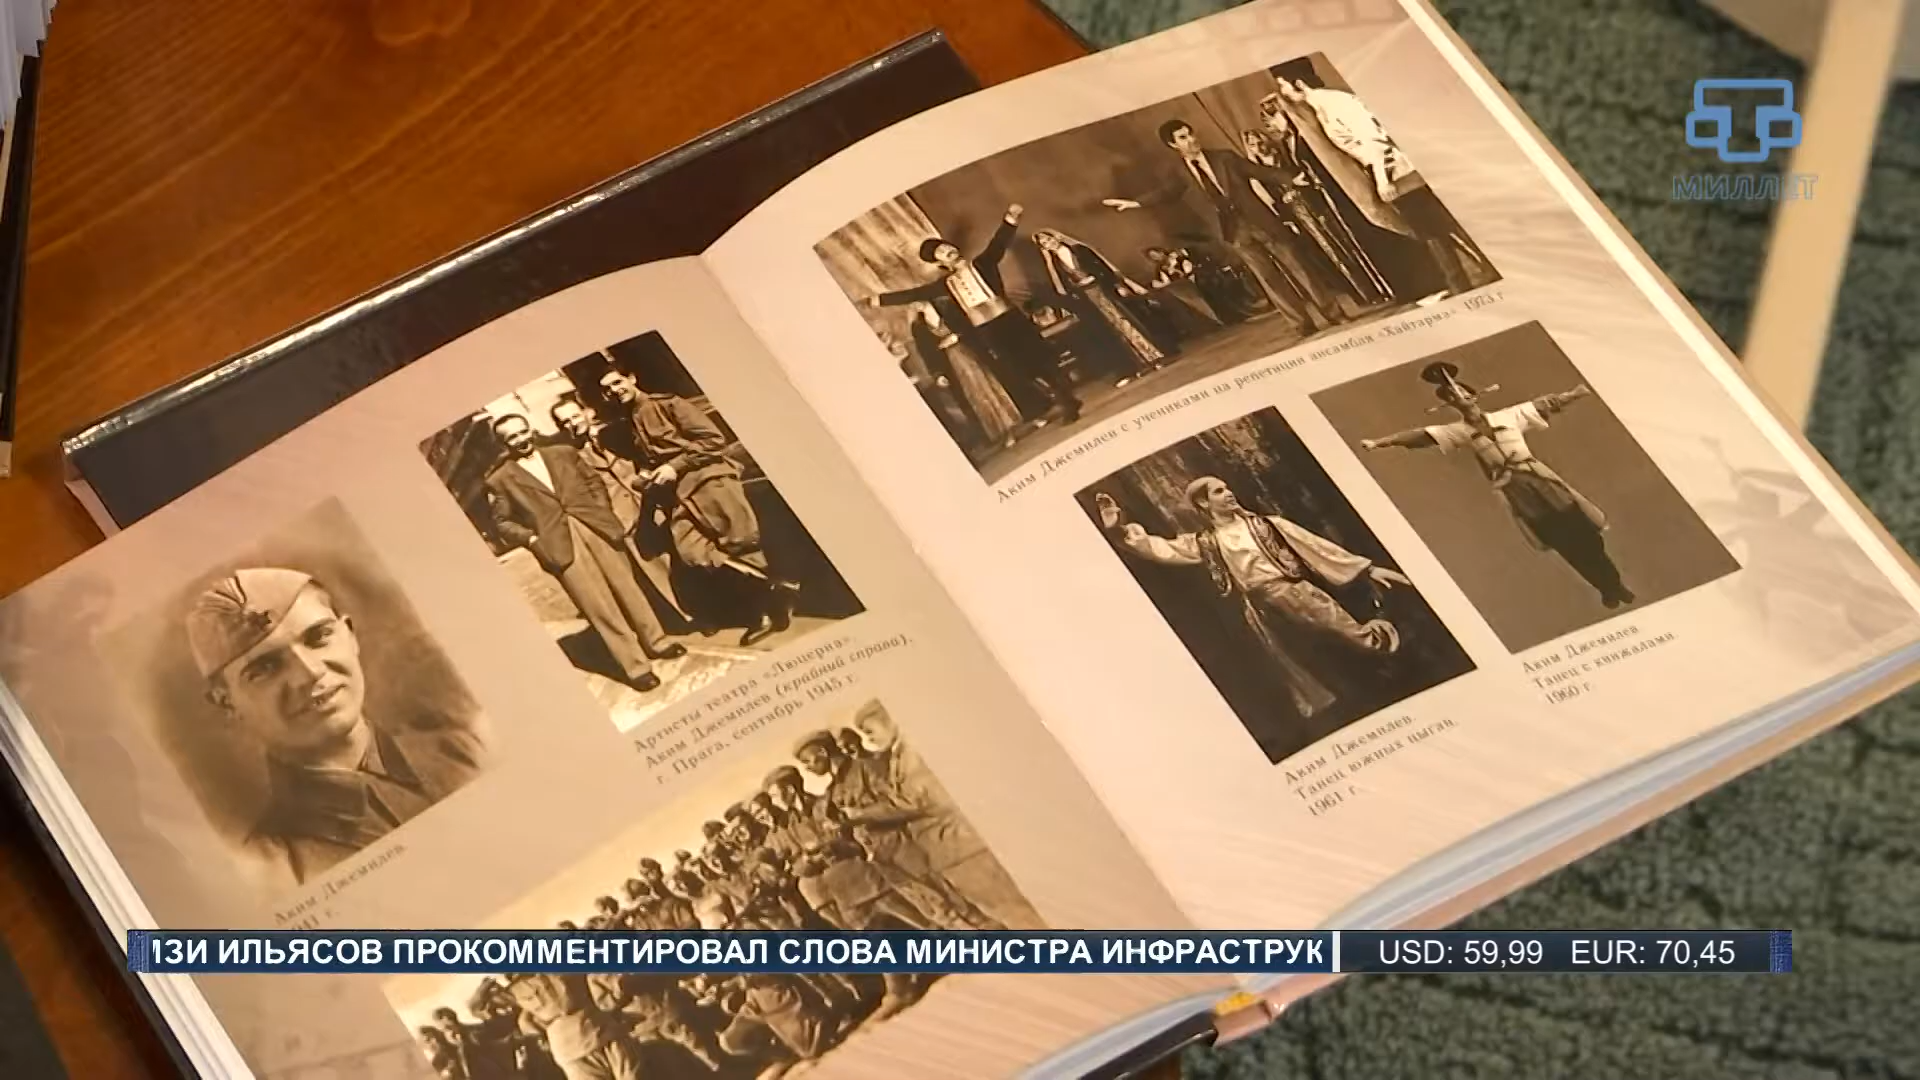 МИЛЛЕТ
Аким Джемилев.
1941 г.
Артисты театра «Люцерна».
Аким Джемилев (крайний справа).
г. Прага, сентябрь 1945 г.
Аким Джемилев с учениками на репетиции ансамбля «Хайтарма» 1973 г
Аким Джемилев.
Танец южных цыган.
1961 г.
Аким Джемилев.
Танец с кинжалами.
1960 г.
ИЗИ ИЛЬЯСОВ ПРОКОММЕНТИРОВАЛ СЛОВА МИНИСТРА ИНФРАСТРУК USD: 59,99 EUR: 70,45